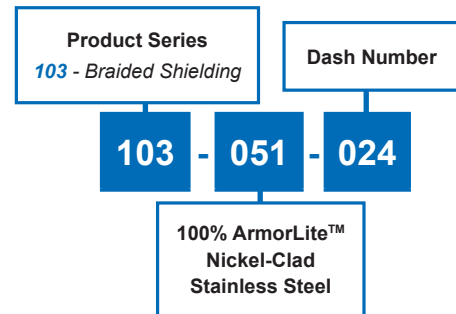 Product Series
103 - Braided Shielding
Dash Number
103 - 051 - 024
100% ArmorLite™
Nickel-Clad
Stainless Steel